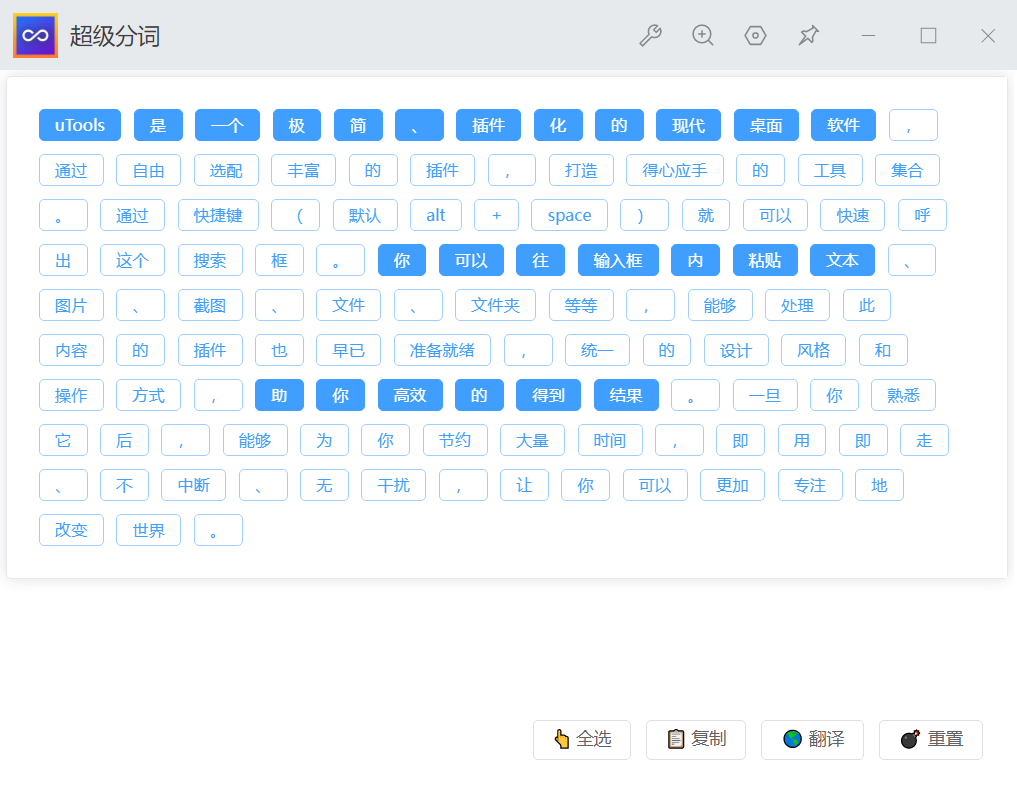 超级分词
uTools 是 一个 极 简 、 插件 化 的 现代 桌面 软件 ，
通过 自由 选配 丰富 的 插件 ， 打造 得心应手 的 工具 集合
。 通过 快捷键 （ 默认 alt + space ） 就 可以 快速 呼
出 这个 搜索 框 。 你 可以 往 输入框 内 粘贴 文本 、
图片 、 截图 、 文件 、 文件夹 等等 ， 能够 处理 此
内容 的 插件 也 早已 准备就绪 ， 统一 的 设计 风格 和
操作 方式 ， 助 你 高效 的 得到 结果 。 一旦 你 熟悉
它 后 ， 能够 为 你 节约 大量 时间 ， 即 用 即 走
、 不 中断 、 无 干扰 ， 让 你 可以 更加 专注 地
改变 世界 。
全选 复制 翻译 重置